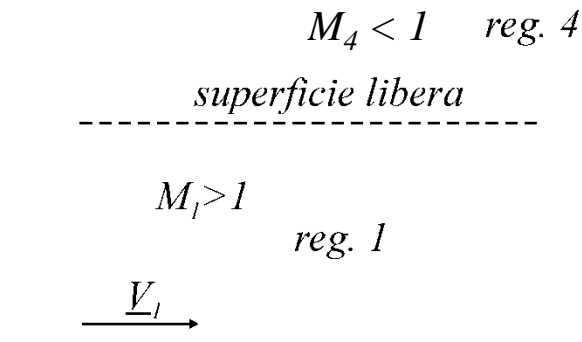 M₄ < 1 reg. 4
superficie libera
M₁>1
reg. 1
V₁